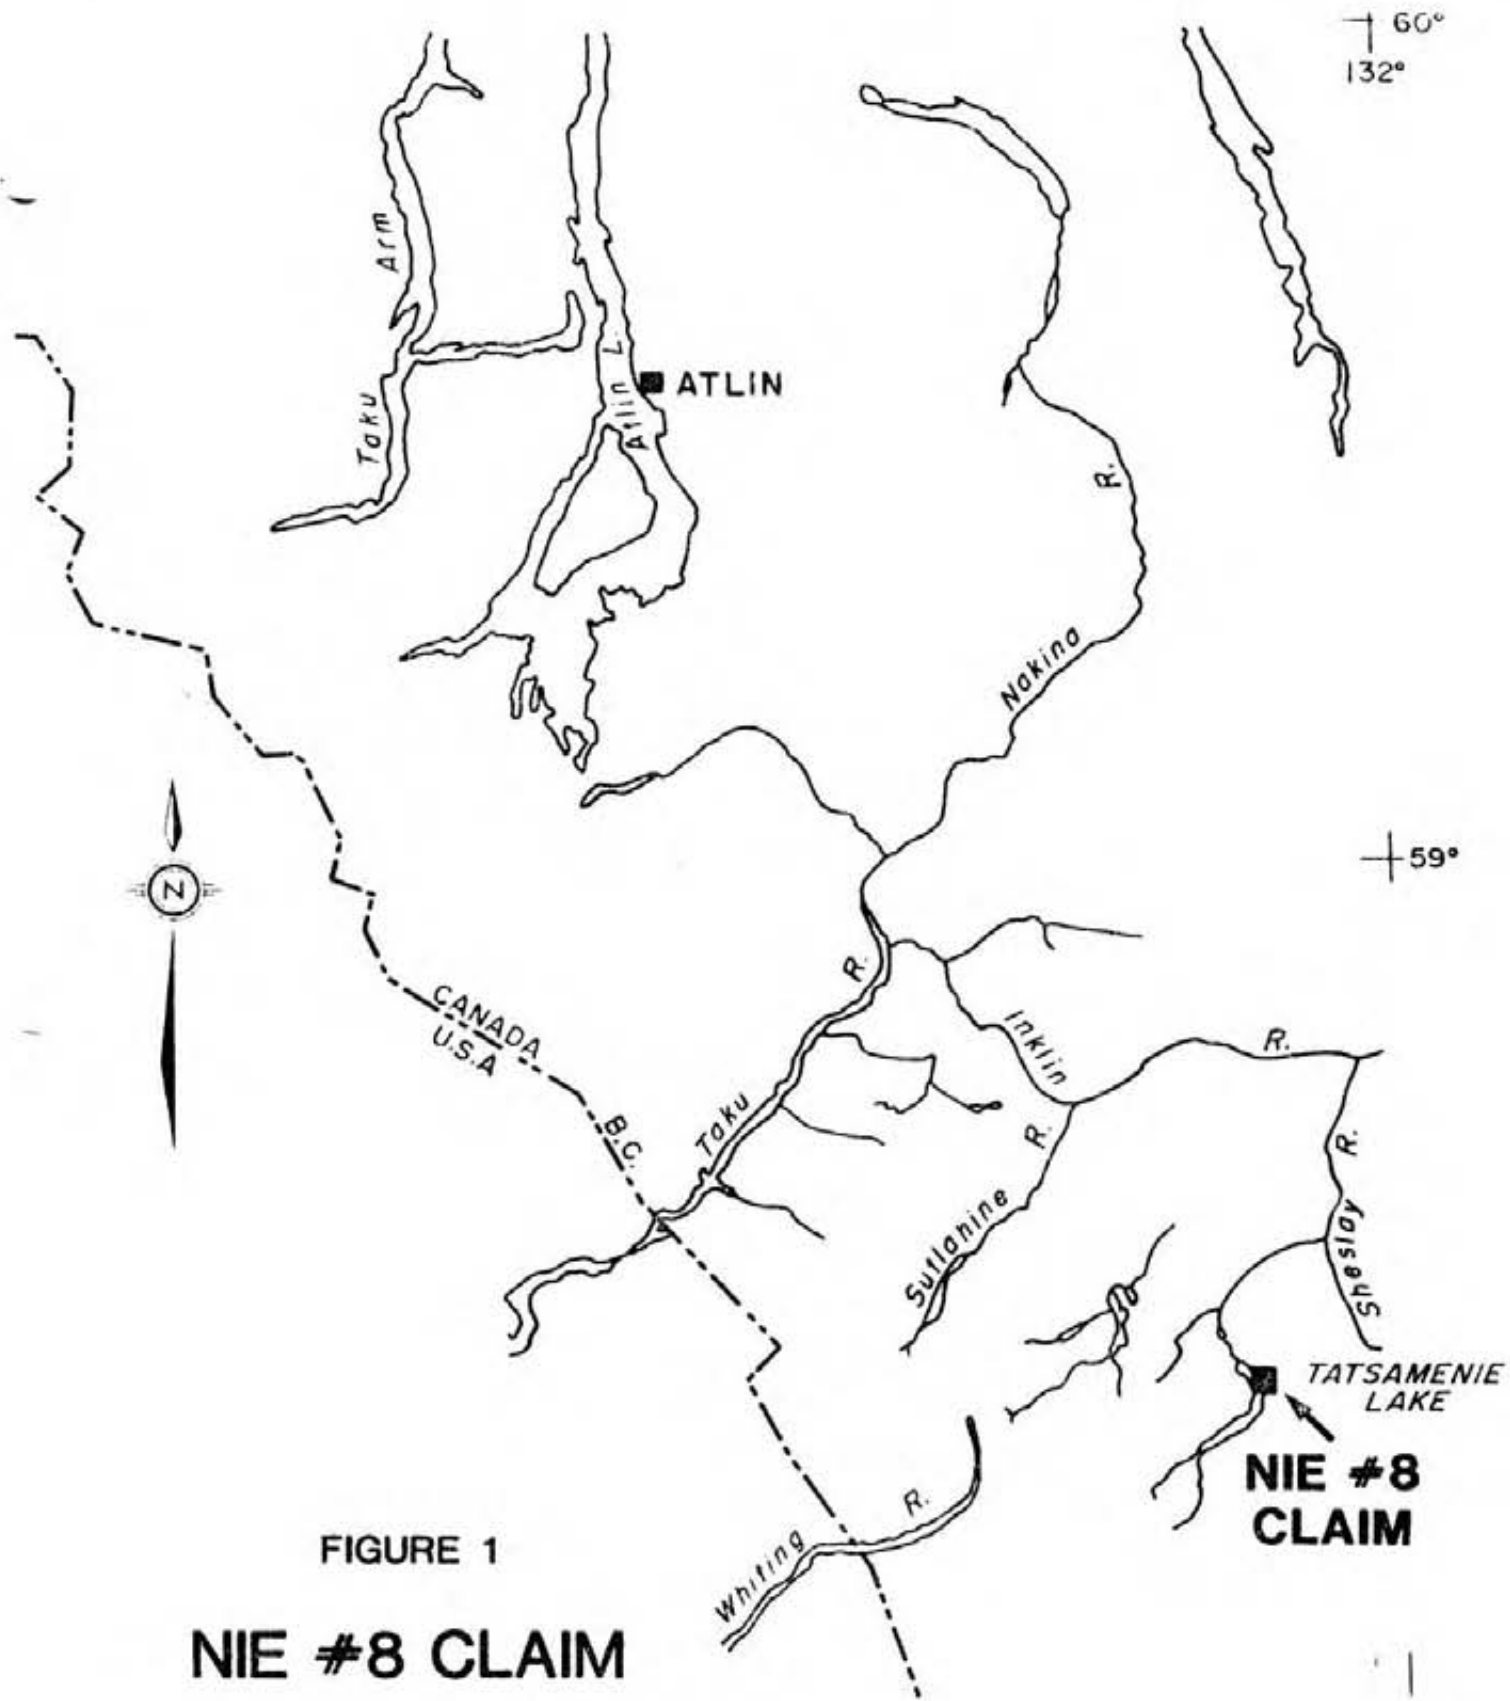 60°
132°
Taku Arm
Atlin L.
ATLIN
Nakina R.
59°
N
CANADA
U.S.A
B.C.
Taku R.
Inklin R.
Sutlahine R.
Sheslay R.
TATSAMENIE
LAKE
NIE #8
CLAIM
Whiting R.
FIGURE 1
NIE #8 CLAIM